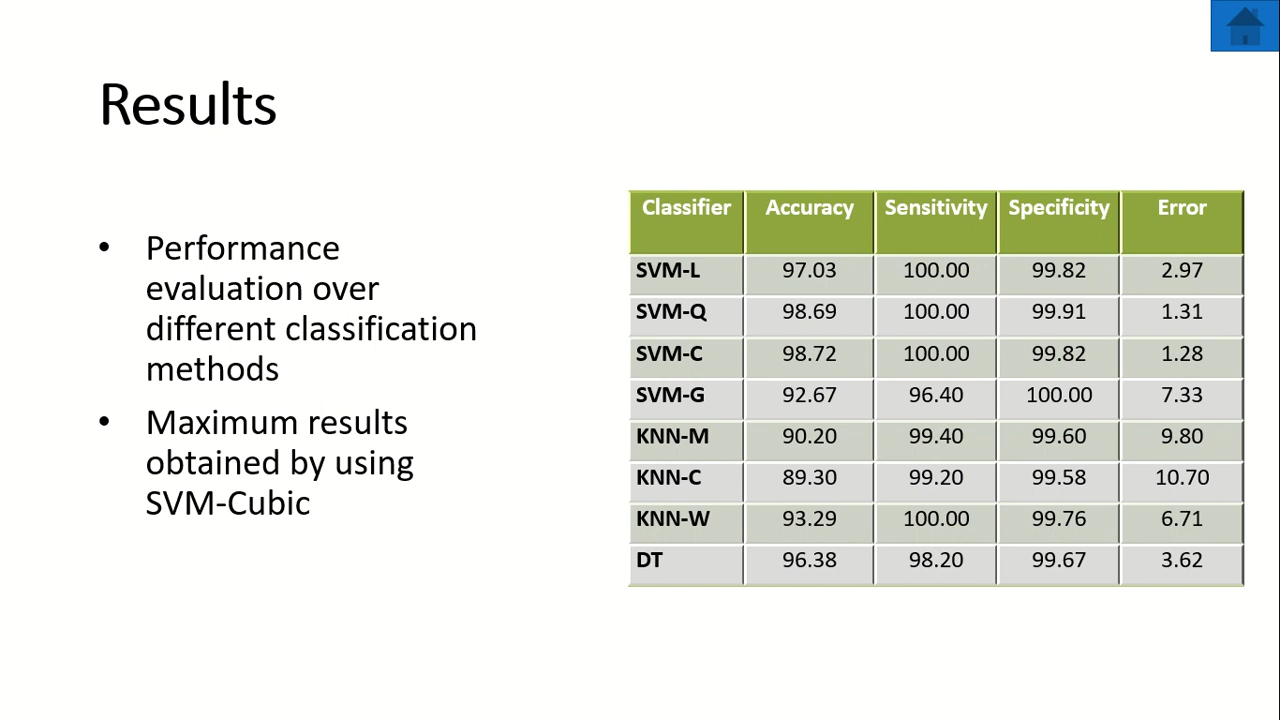 Results
• Performance
evaluation over
different classification
methods
• Maximum results
obtained by using
SVM-Cubic
Classifier Accuracy Sensitivity Specificity Error
SVM-L 97.03 100.00 99.82 2.97
SVM-Q 98.69 100.00 99.91 1.31
SVM-C 98.72 100.00 99.82 1.28
SVM-G 92.67 96.40 100.00 7.33
KNN-M 90.20 99.40 99.60 9.80
KNN-C 89.30 99.20 99.58 10.70
KNN-W 93.29 100.00 99.76 6.71
DT 96.38 98.20 99.67 3.62